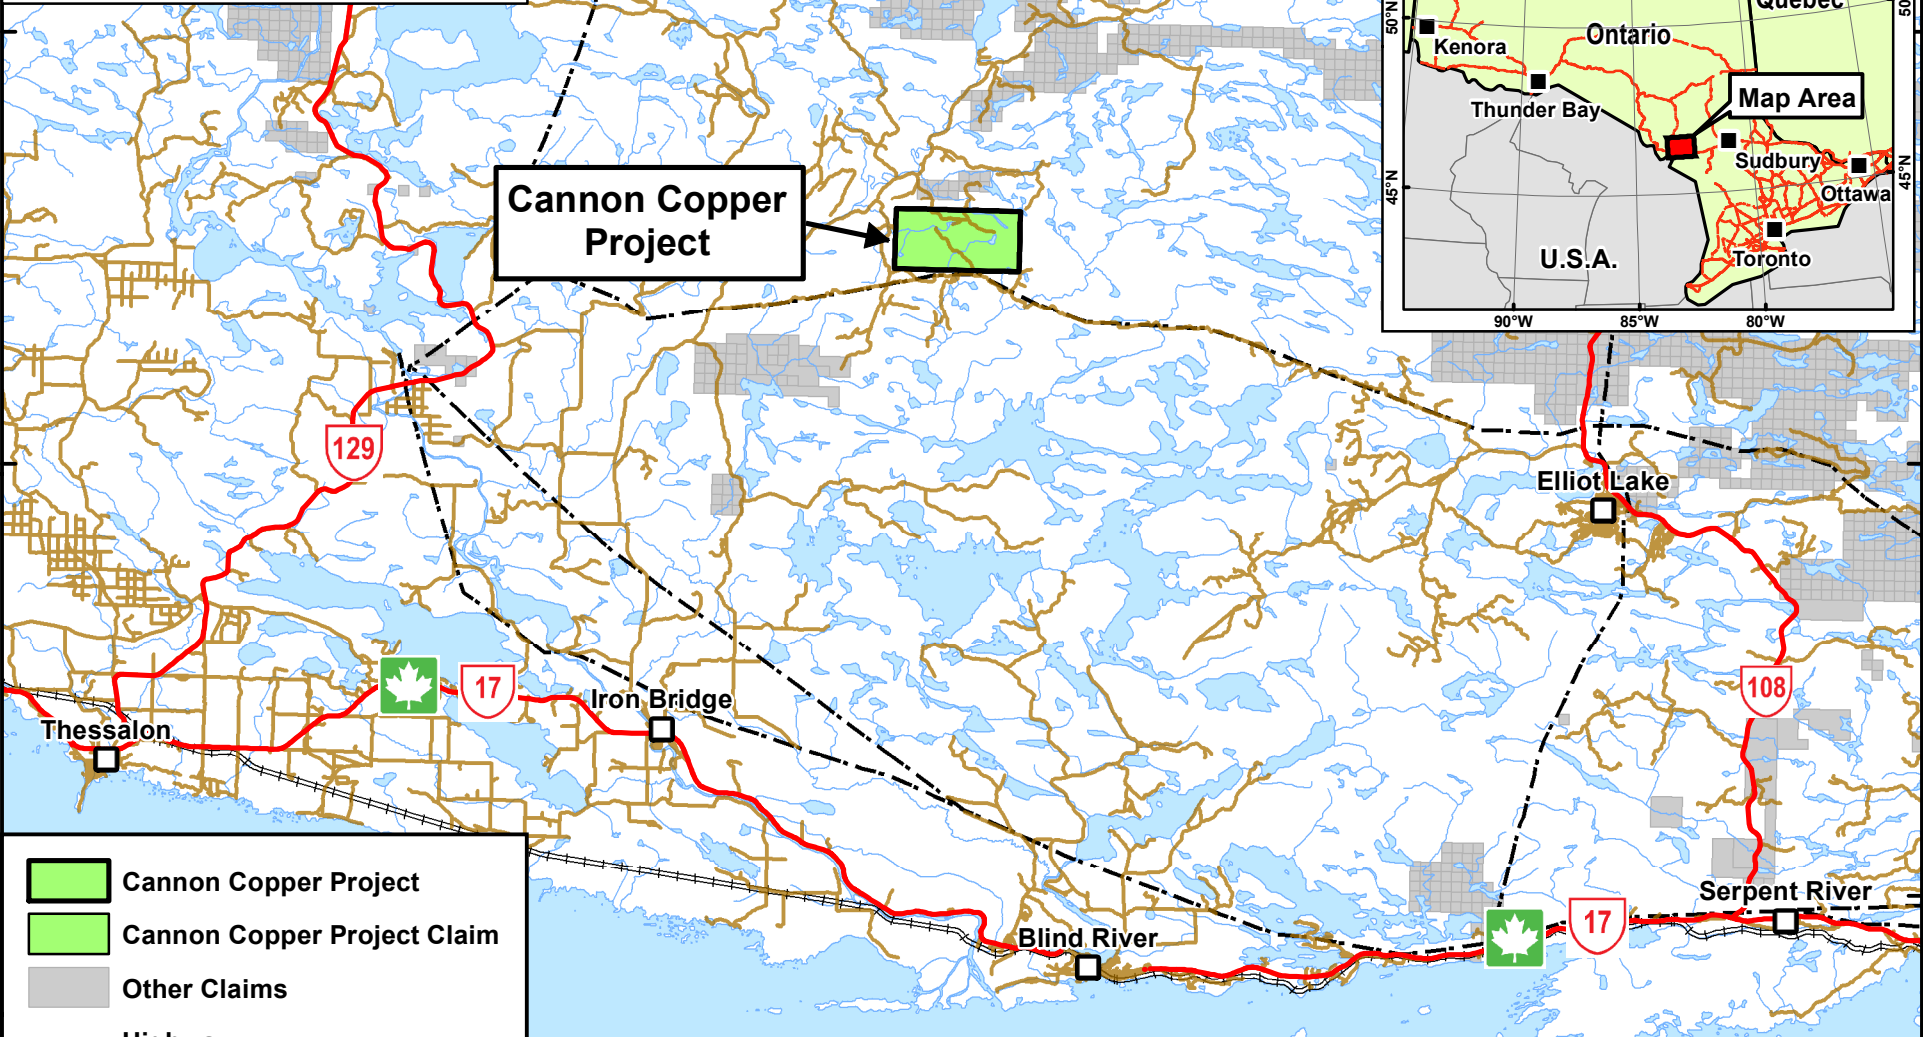 Cannon Copper
Project
129
17
Iron Bridge
Thessalon
Elliot Lake
108
Serpent River
17
Blind River
Cannon Copper Project
Cannon Copper Project Claim
Other Claims
50°N
Kenora
Ontario
Quebec
Thunder Bay
Map Area
Sudbury
Ottawa
45°N
45°N
U.S.A.
Toronto
90°W
85°W
80°W